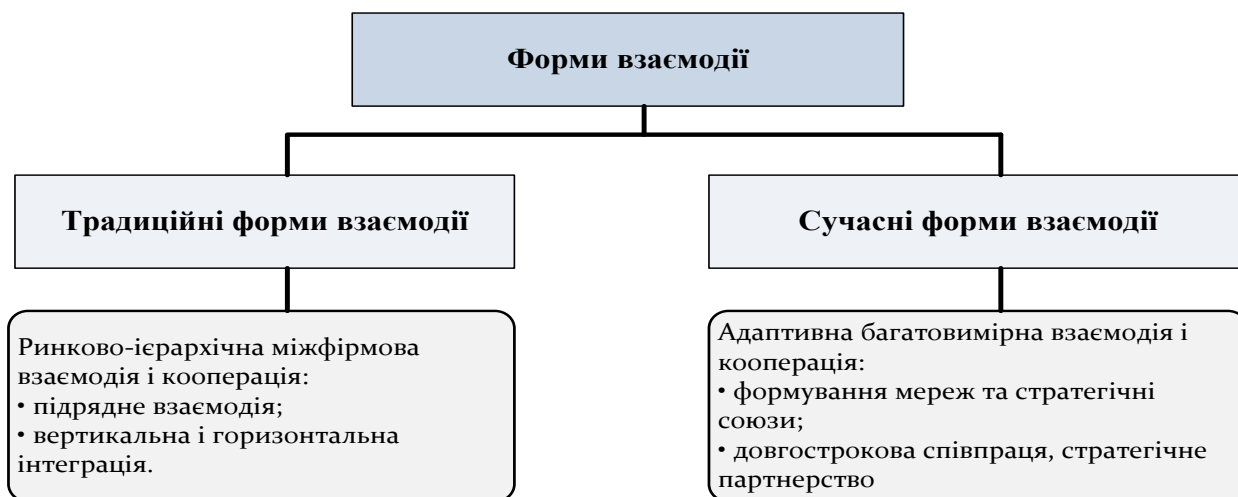 Форми взаємодії
Традиційні форми взаємодії
Сучасні форми взаємодії
Ринково-ієрархічна міжфірмова
взаємодія і кооперація:
• підрядне взаємодія;
• вертикальна і горизонтальна
інтеграція.
Адаптивна багатовимірна взаємодія і
кооперація:
• формування мереж та стратегічні
союзи;
• довгострокова співпраця, стратегічне
партнерство